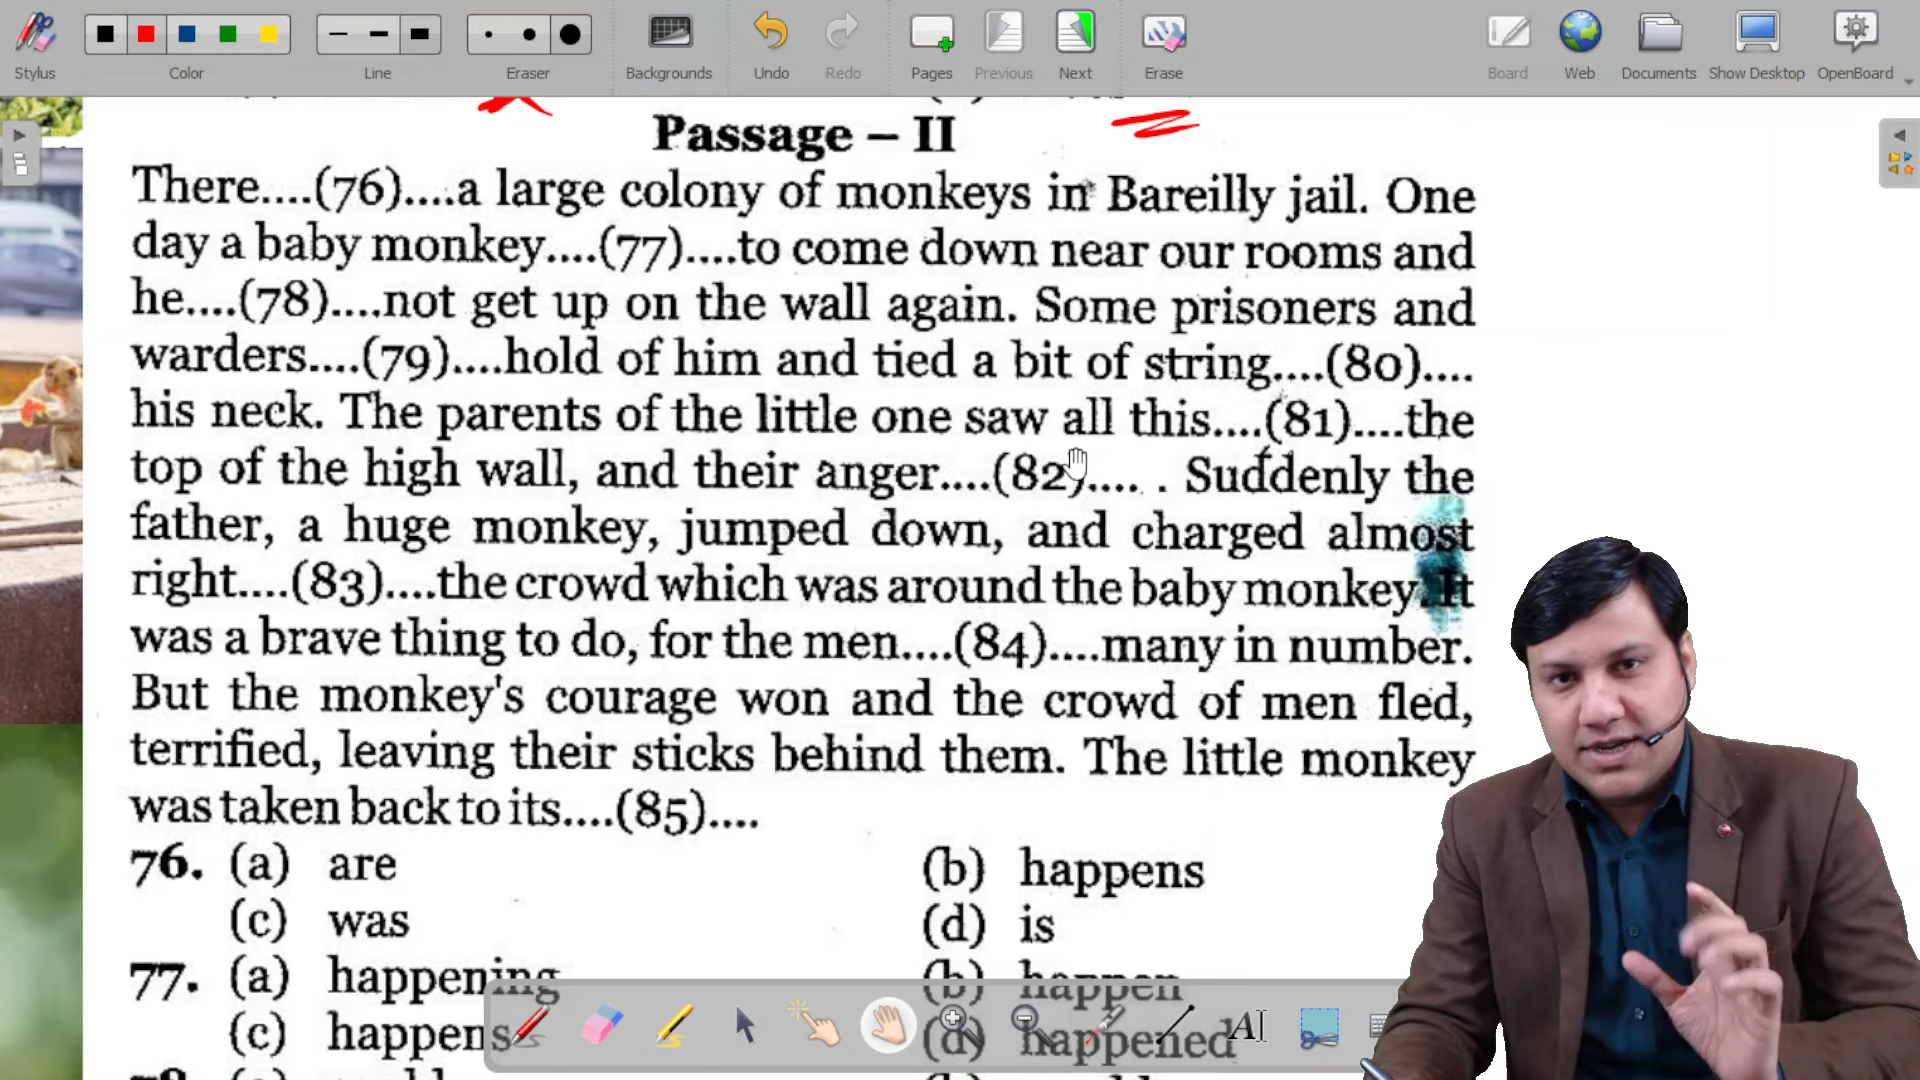 Stylus Color Line Eraser Backgrounds Undo Redo Pages Previous Next Erase Board Web Documents Show Desktop OpenBoard
Passage – II
There....(76)....a large colony of monkeys in Bareilly jail. One
day a baby monkey....(77)....to come down near our rooms and
he....(78)....not get up on the wall again. Some prisoners and
warders....(79)....hold of him and tied a bit of string....(80)....
his neck. The parents of the little one saw all this....(81)....the
top of the high wall, and their anger....(82).... . Suddenly the
father, a huge monkey, jumped down, and charged almost
right....(83)....the crowd which was around the baby monkey. It
was a brave thing to do, for the men....(84)....many in number.
But the monkey's courage won and the crowd of men fled,
terrified, leaving their sticks behind them. The little monkey
was taken back to its....(85)....
76. (a) are (b) happens
(c) was (d) is
77. (a) happening (b) happen
(c) happens (d) happened